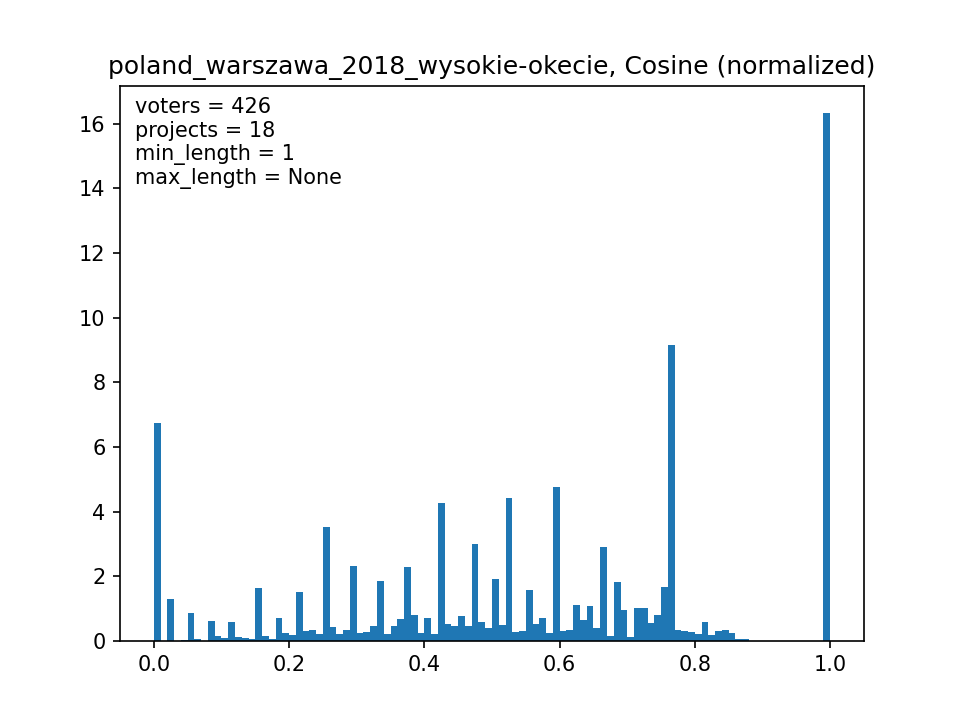 poland_warszawa_2018_wysokie-okecie, Cosine (normalized)
voters = 426
projects = 18
min_length = 1
max_length = None
16
14
12
10
8
6
4
2
0
0.0 0.2 0.4 0.6 0.8 1.0